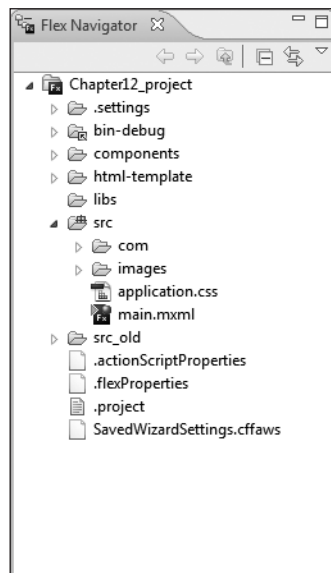 Flex Navigator
Chapter12_project
.settings
bin-debug
components
html-template
libs
src
com
images
application.css
main.mxml
src_old
.actionScriptProperties
.flexProperties
.project
SavedWizardSettings.cffaws